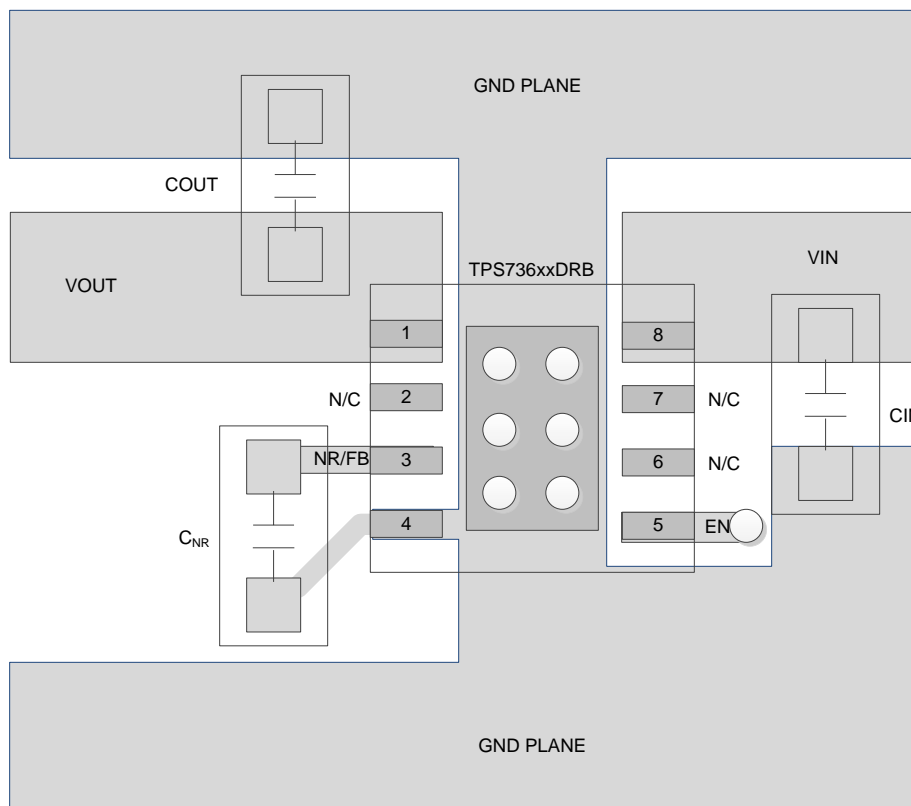 GND PLANE
COUT
TPS736xxDRB
VIN
VOUT
1
8
N/C
2
7
N/C
NR/FB
3
6
N/C
CNR
4
5
EN
GND PLANE